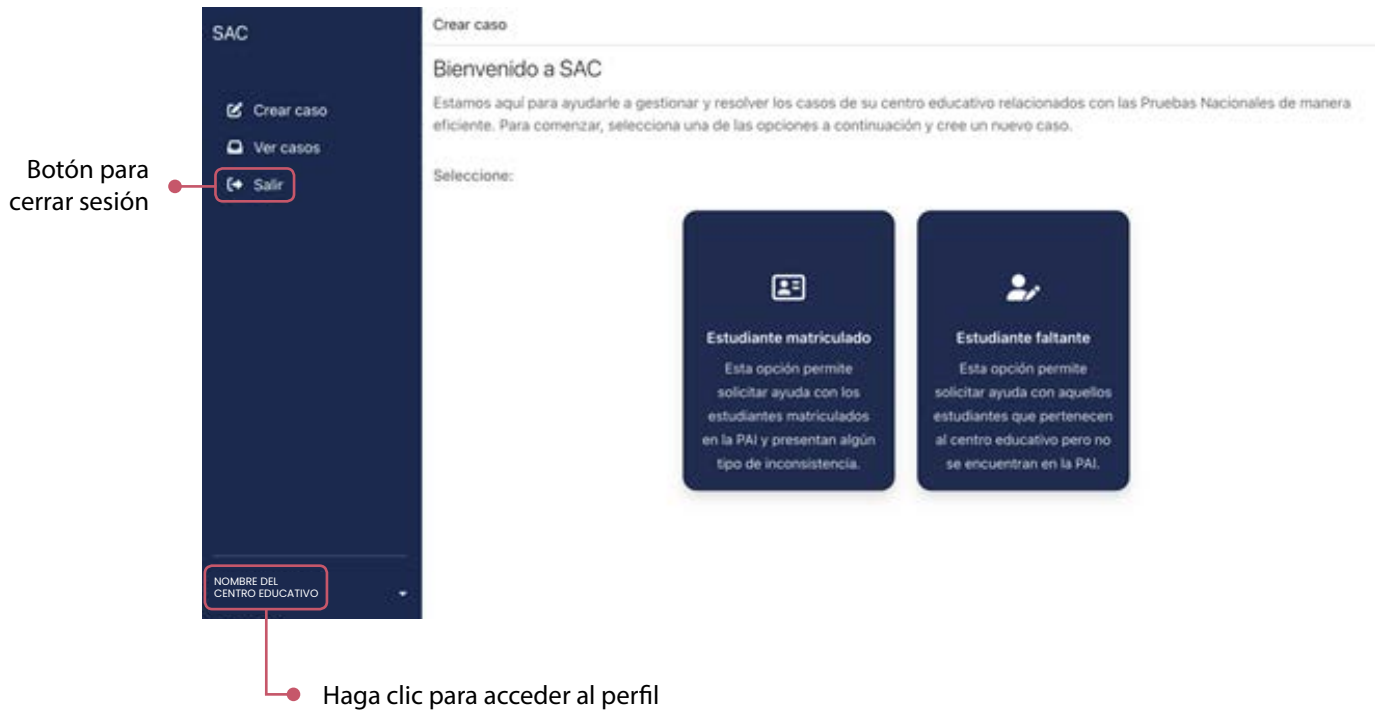 SAC
Crear caso
Ver casos
Salir
Botón para
cerrar sesión
NOMBRE DEL
CENTRO EDUCATIVO
Haga clic para acceder al perfil
Crear caso
Bienvenido a SAC
Estamos aquí para ayudarle a gestionar y resolver los casos de su centro educativo relacionados con las Pruebas Nacionales de manera
eficiente. Para comenzar, selecciona una de las opciones a continuación y cree un nuevo caso.
Seleccione:
Estudiante matriculado
Esta opción permite
solicitar ayuda con los
estudiantes matriculados
en la PAI y presentan algún
tipo de inconsistencia.
Estudiante faltante
Esta opción permite
solicitar ayuda con aquellos
estudiantes que pertenecen
al centro educativo pero no
se encuentran en la PAI.